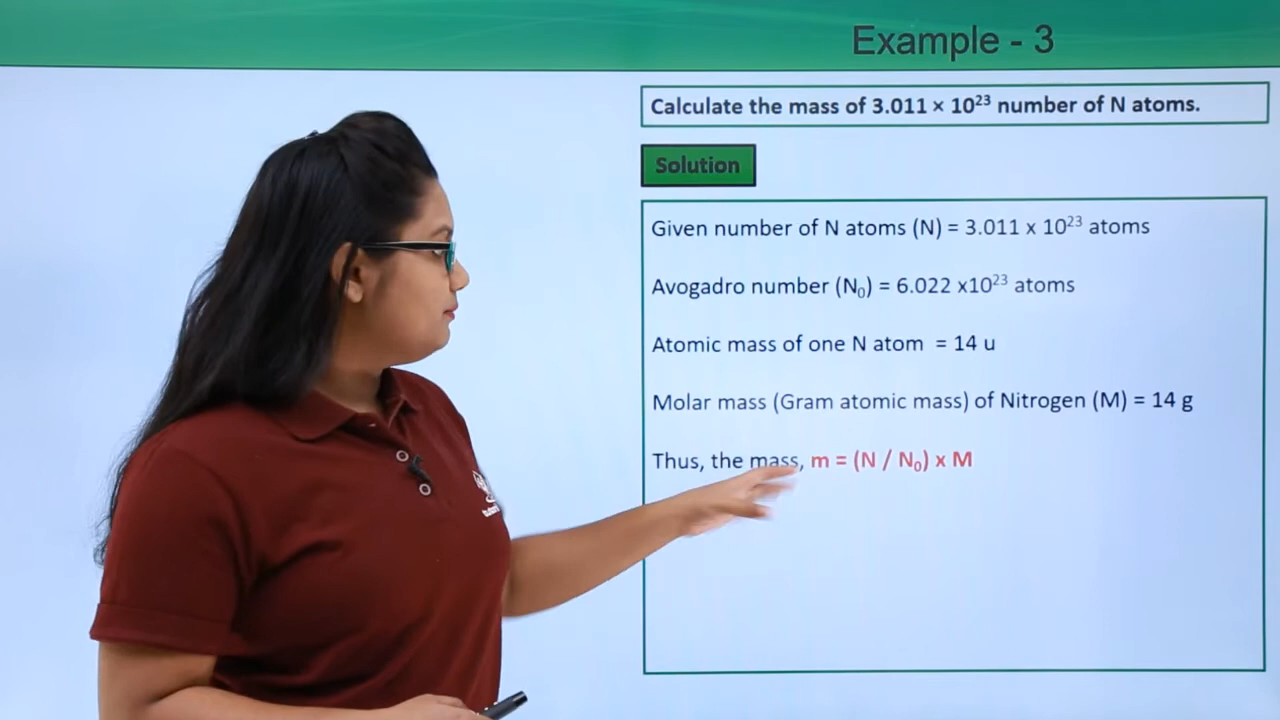 Example - 3
Calculate the mass of 3.011 × 10²³ number of N atoms.
Solution
Given number of N atoms (N) = 3.011 x 10²³ atoms
Avogadro number (N₀) = 6.022 x10²³ atoms
Atomic mass of one N atom = 14 u
Molar mass (Gram atomic mass) of Nitrogen (M) = 14 g
Thus, the mass, m = (N / N₀) x M